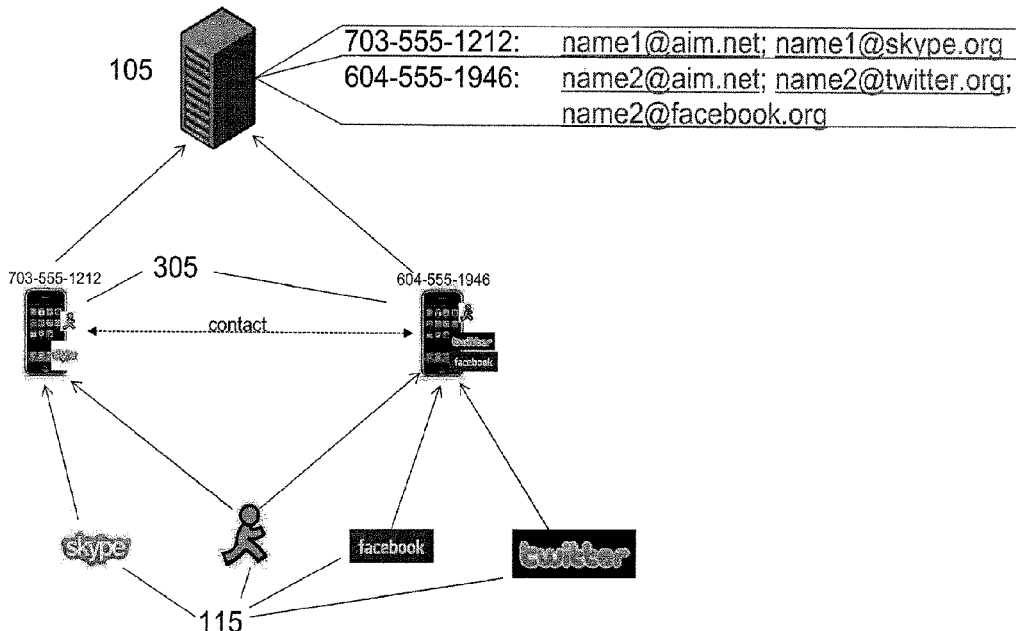 105
703-555-1212: name1@aim.net; name1@skype.org
604-555-1946: name2@aim.net; name2@twitter.org;
name2@facebook.org
703-555-1212
305
604-555-1946
skype
contact
twitter
facebook
skype
facebook
twitter
115